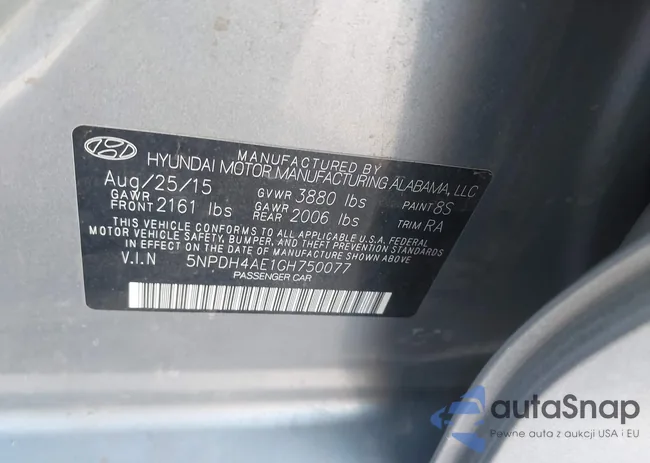 MANUFACTURED BY
HYUNDAI MOTOR MANUFACTURING ALABAMA, LLC
Aug/25/15 GVWR 3880 lbs PAINT 8S
GAWR FRONT 2161 lbs GAWR REAR 2006 lbs TRIM RA
THIS VEHICLE CONFORMS TO ALL APPLICABLE U.S.A. FEDERAL
MOTOR VEHICLE SAFETY, BUMPER, AND THEFT PREVENTION STANDARDS
IN EFFECT ON THE DATE OF MANUFACTURE SHOWN ABOVE.
V.I.N 5NPDH4AE1GH750077
PASSENGER CAR
autaSnap
Pewne auta z aukcji USA i EU